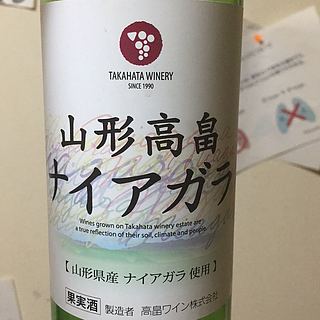 TAKAHATA WINERY
SINCE 1990
山形高畠
ナイアガラ
Wines grown on Takahata winery estate are
a true reflection of their soil, climate and people.
【 山形県産 ナイアガラ 使用 】
果実酒 製造者 高畠ワイン株式会社